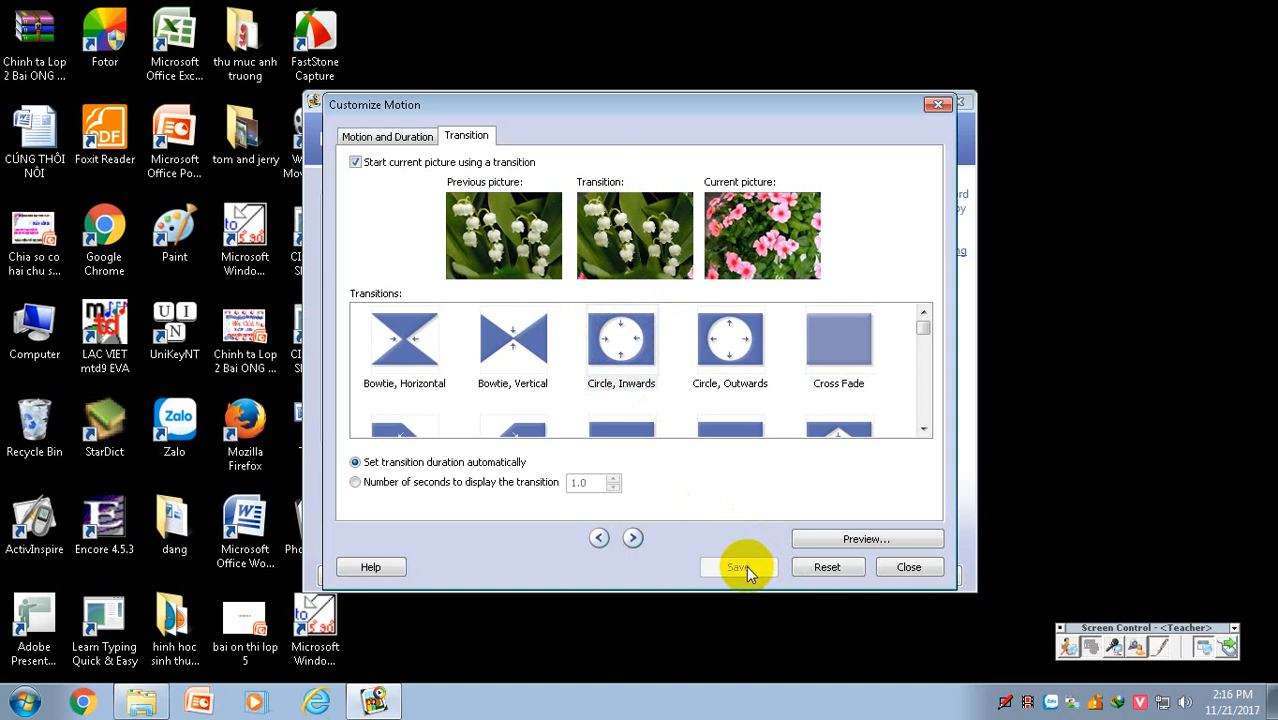 Chinh ta Lop
2 Bai ONG ...
Fotor
Microsoft
Office Exc...
thu muc anh
truong
FastStone
Capture
CÚNG THÔI
NÔI
PDF
Foxit Reader
Microsoft
Office Po...
tom and jerry
Chia so co
hai chu s...
Google
Chrome
Paint
Microsoft
Windo...
Computer
LAC VIET
mtd9 EVA
U N
I I
UniKeyNT
Chinh ta Lop
2 Bai ONG ...
Recycle Bin
StarDict
Zalo
Zalo
Mozilla
Firefox
ActivInspire
Encore 4.5.3
dang
Microsoft
Office Wo...
Adobe
Present...
Learn Typing
Quick & Easy
hinh hoc
sinh thu...
bai on thi lop
5
Microsoft
Windo...
Customize Motion
Motion and Duration
Transition
Start current picture using a transition
Previous picture:
Transition:
Current picture:
Transitions:
Bowtie, Horizontal
Bowtie, Vertical
Circle, Inwards
Circle, Outwards
Cross Fade
Set transition duration automatically
Number of seconds to display the transition
1.0
Preview...
Help
Save
Reset
Close
Screen Control - <Teacher>
2:16 PM
11/21/2017